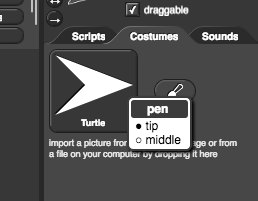 draggable
Scripts Costumes Sounds
Turtle
pen
tip
middle
import a picture from age or from
a file on your computer by dropping it here